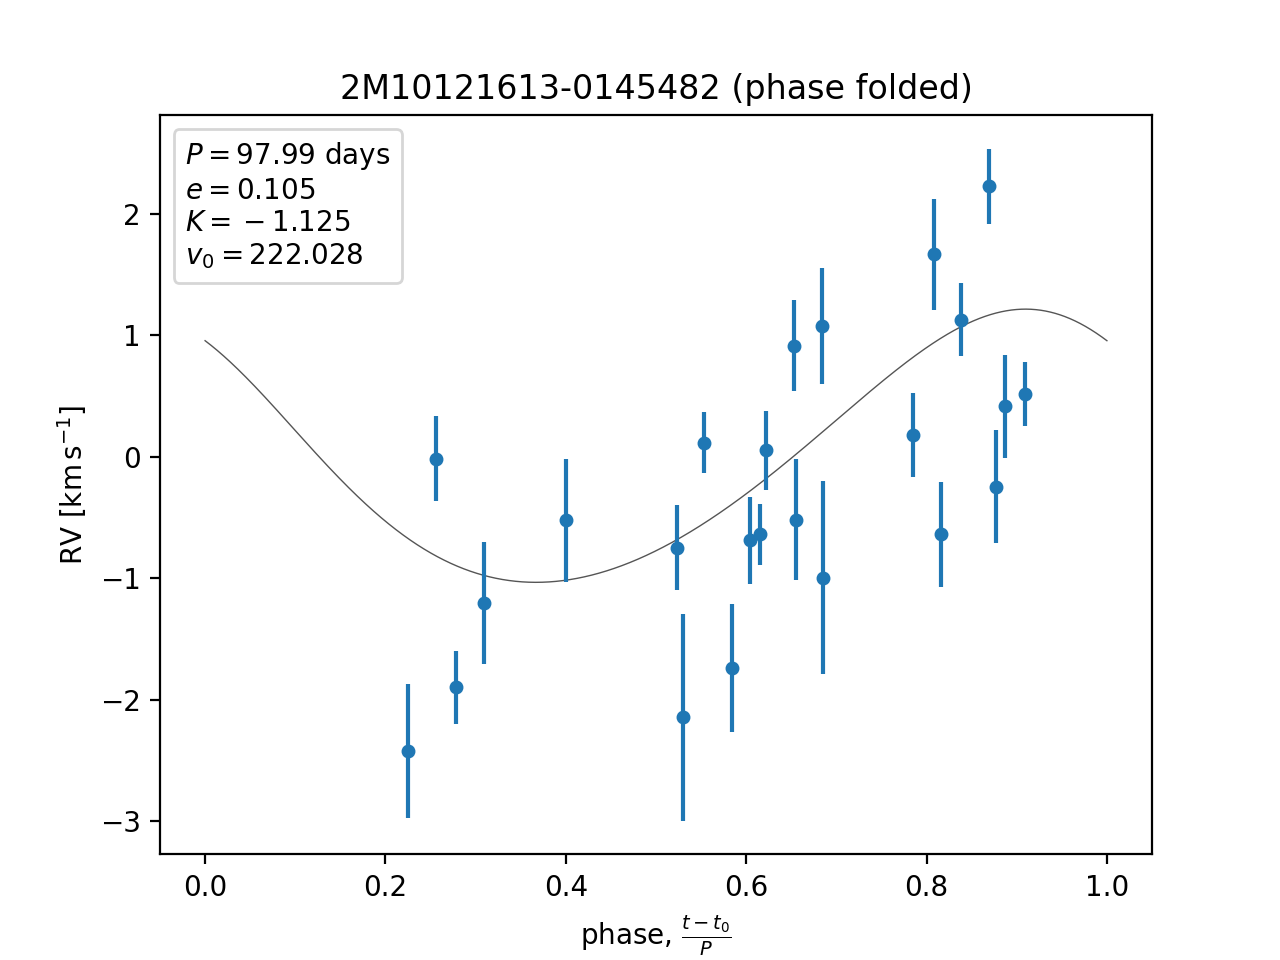 2M10121613-0145482 (phase folded)
P = 97.99 days
e = 0.105
K = −1.125
v₀ = 222.028
2
1
0
−1
−2
−3
RV [km s⁻¹]
0.0 0.2 0.4 0.6 0.8 1.0
phase, (t − t₀)/P